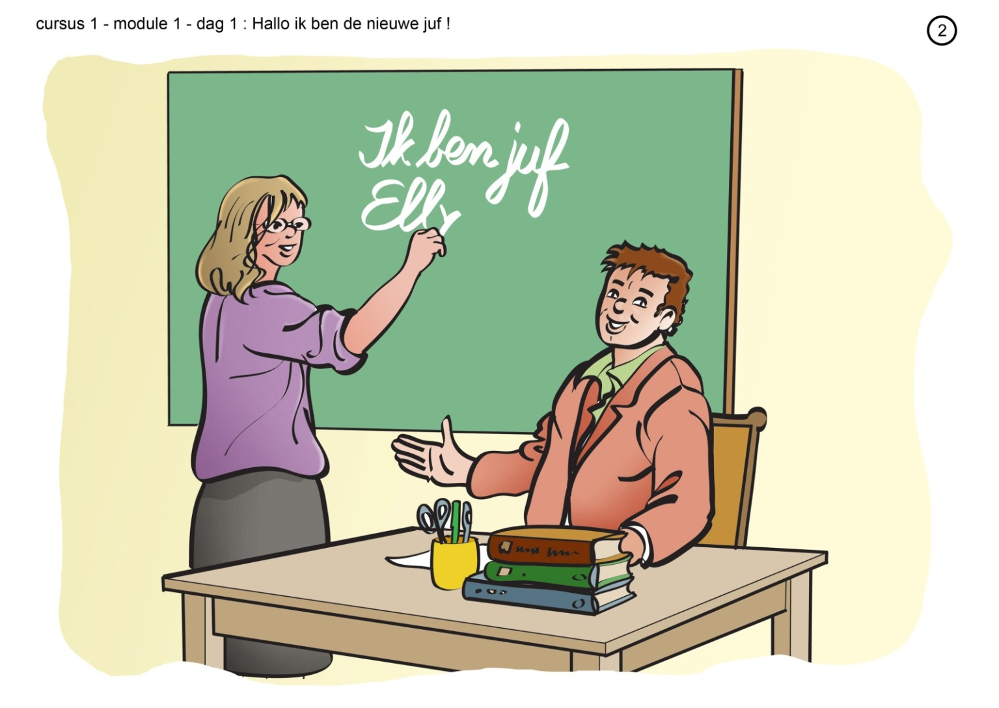 cursus 1 - module 1 - dag 1 : Hallo ik ben de nieuwe juf !
2
Ik ben juf
Elly